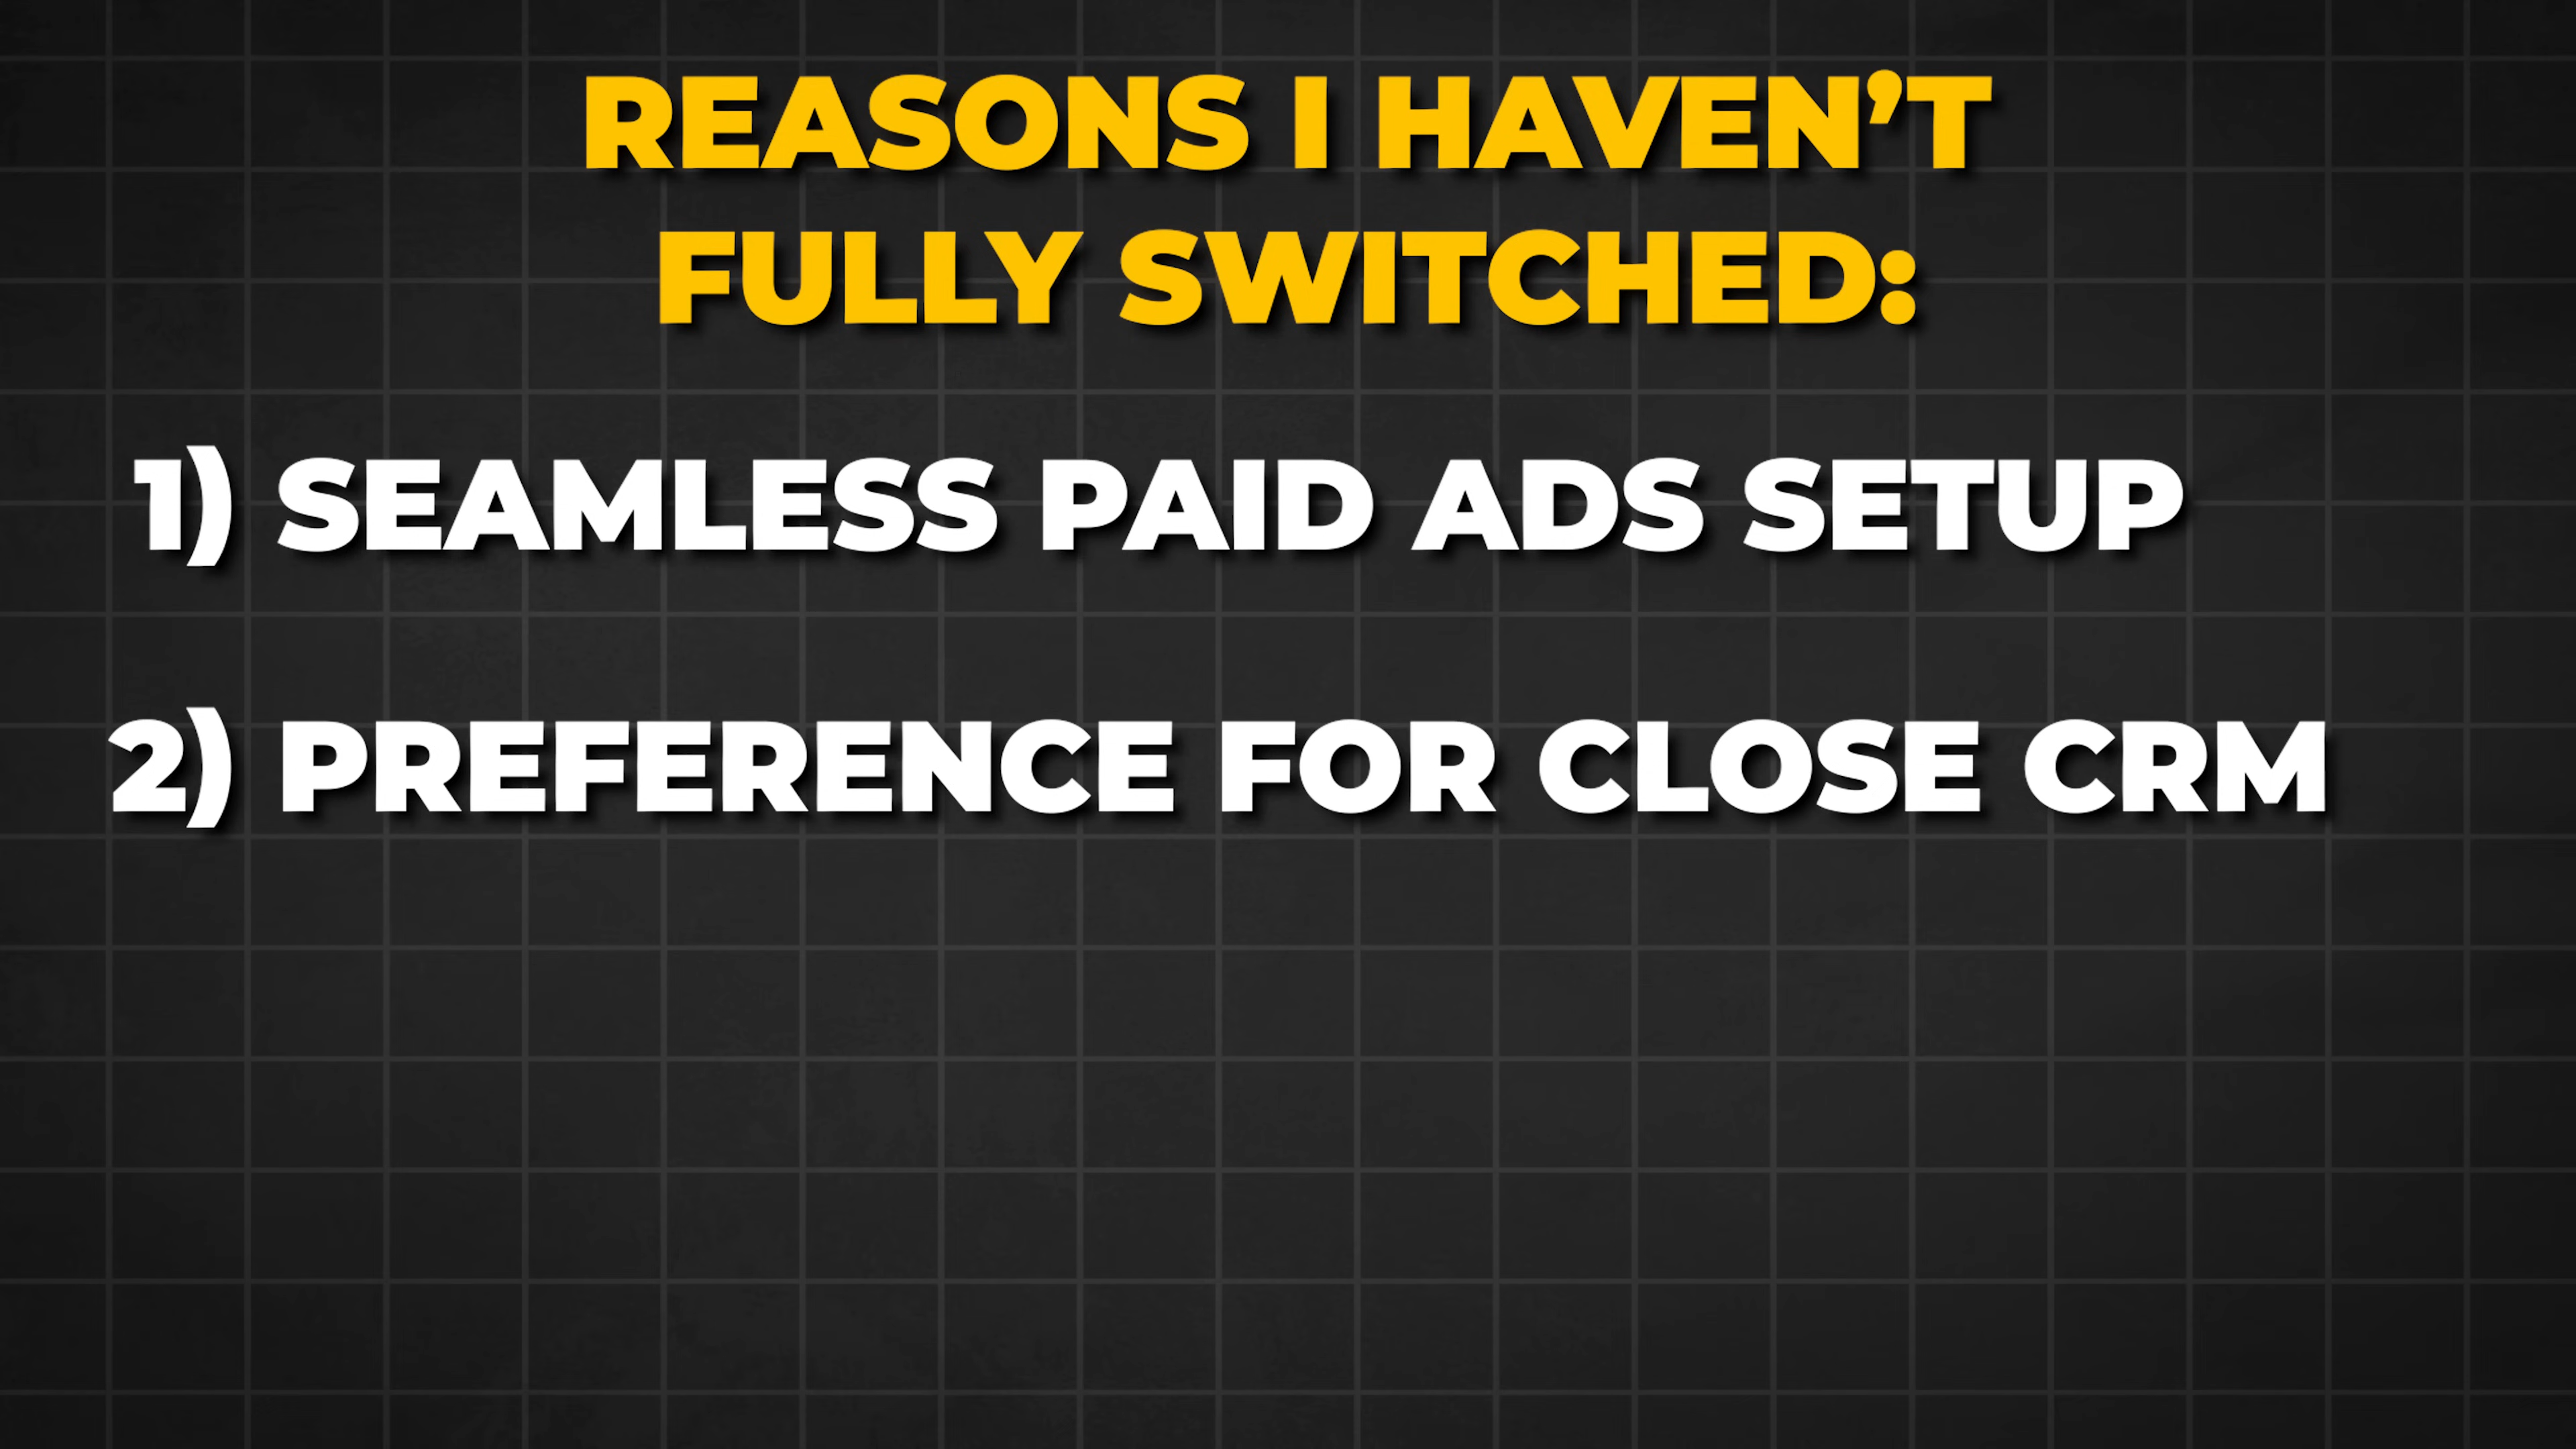 REASONS I HAVEN’T
FULLY SWITCHED:
1) SEAMLESS PAID ADS SETUP
2) PREFERENCE FOR CLOSE CRM